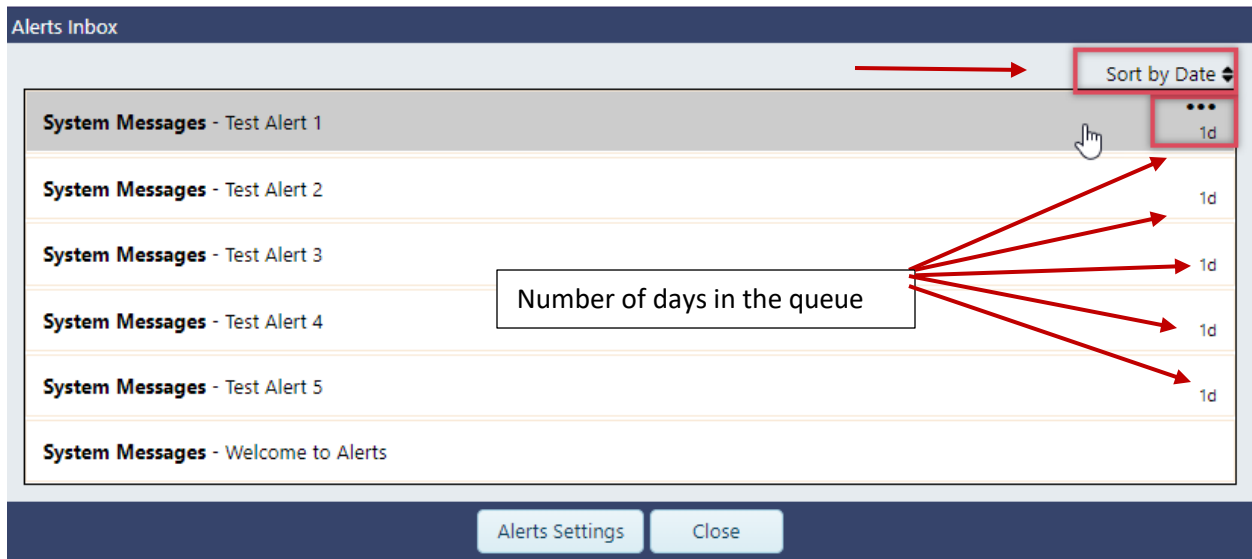 Alerts Inbox
Sort by Date
System Messages - Test Alert 1
1d
System Messages - Test Alert 2
1d
System Messages - Test Alert 3
1d
Number of days in the queue
System Messages - Test Alert 4
1d
System Messages - Test Alert 5
1d
System Messages - Welcome to Alerts
Alerts Settings
Close